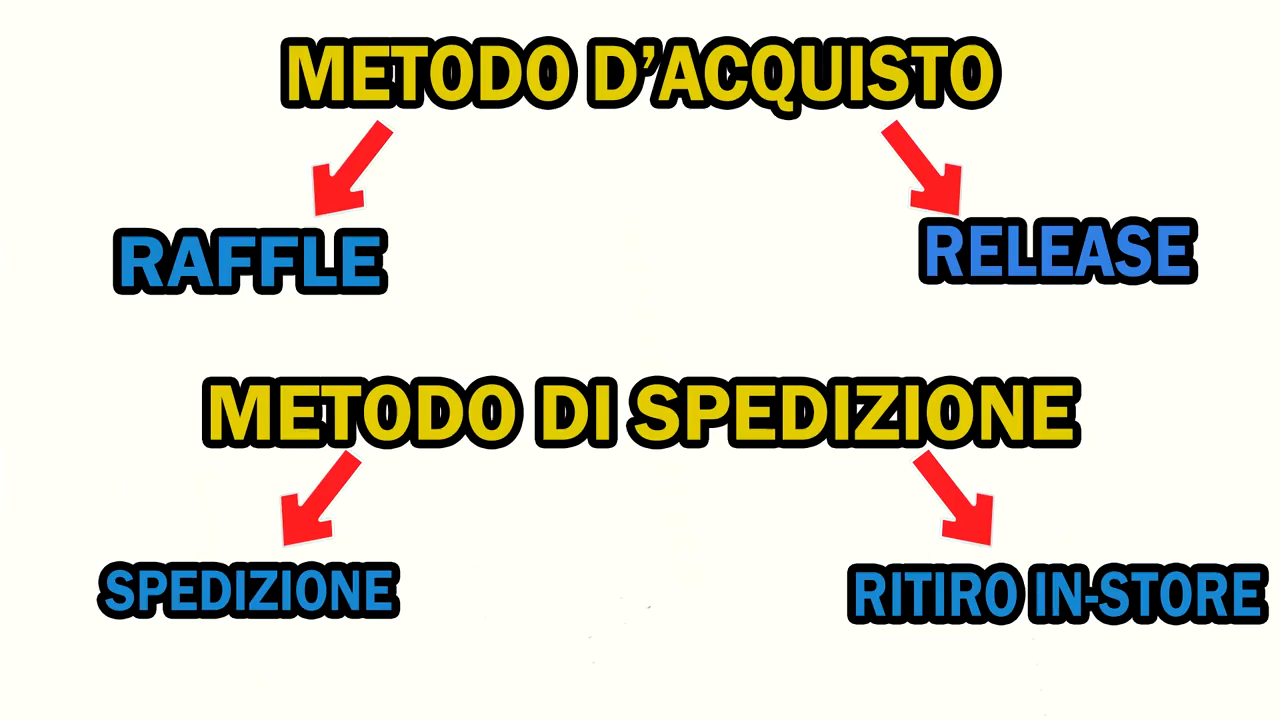 METODO D’ACQUISTO
RAFFLE
RELEASE
METODO DI SPEDIZIONE
SPEDIZIONE
RITIRO IN-STORE